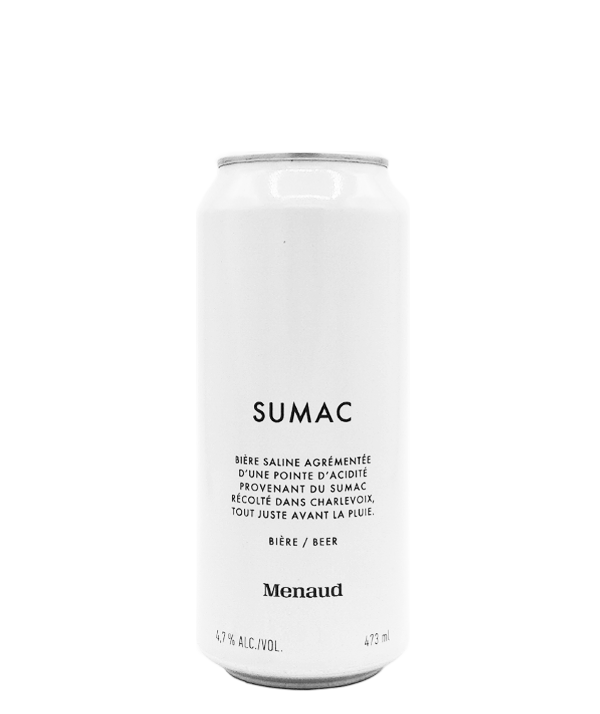 SUMAC
BIÈRE SALINE AGRÉMENTÉE
D'UNE POINTE D'ACIDITÉ
PROVENANT DU SUMAC
RÉCOLTÉ DANS CHARLEVOIX,
TOUT JUSTE AVANT LA PLUIE.
BIÈRE / BEER
Menaud
4,7 % ALC./VOL.
473 ml